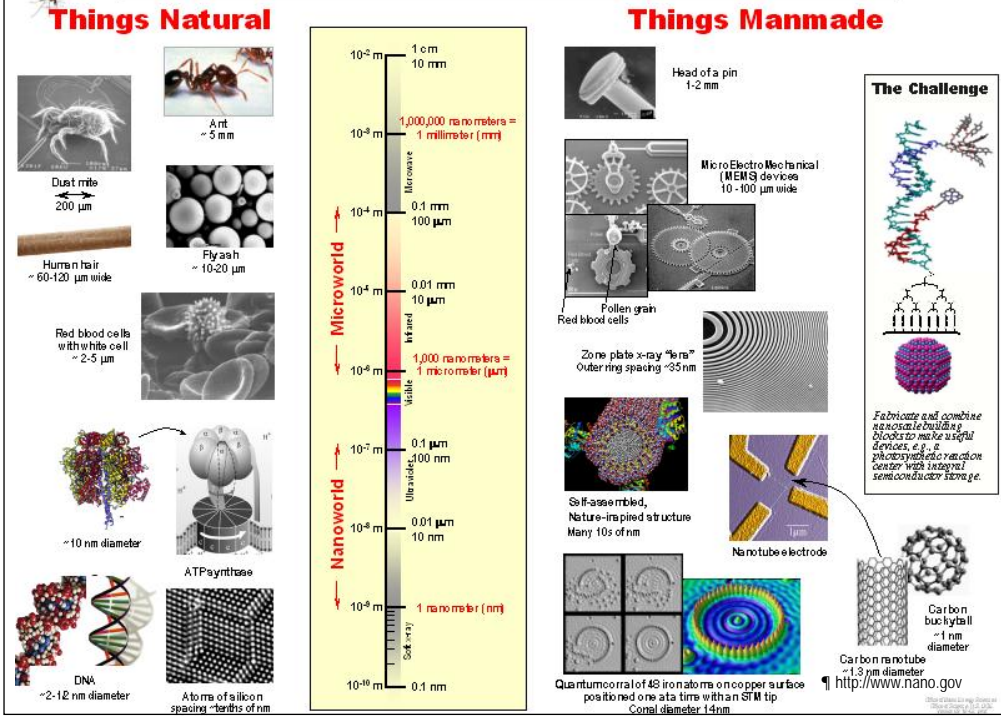 Things Natural
Things Manmade
Ant
~ 5 mm
Dust mite
200 µm
Human hair
~ 60-120 µm wide
Fly ash
~ 10-20 µm
Red blood cells
with white cell
~ 2-5 µm
~10 nm diameter
ATP synthase
DNA
~2-1/2 nm diameter
Atoms of silicon
spacing ~tenths of nm
Microworld
Nanoworld
10-2 m
1 cm
10 mm
1,000,000 nanometers =
10-3 m
1 millimeter (mm)
Microwave
10-4 m
0.1 mm
100 µm
10-5 m
0.01 mm
10 µm
Infrared
1,000 nanometers =
10-6 m
1 micrometer (µm)
Visible
10-7 m
0.1 µm
100 nm
Ultraviolet
10-8 m
0.01 µm
10 nm
10-9 m
1 nanometer (nm)
Soft x-ray
10-10 m
0.1 nm
Head of a pin
1-2 mm
MicroElectroMechanical
(MEMS) devices
10 -100 µm wide
Pollen grain
Red blood cells
Zone plate x-ray “lens”
Outer ring spacing ~35 nm
Self-assembled,
Nature-inspired structure
Many 10s of nm
1µm
Nanotube electrode
Quantum corral of 48 iron atoms on copper surface
positioned one at a time with an STM tip
Corral diameter 14 nm
Carbon
buckyball
~1 nm
diameter
Carbon nanotube
~1.3 nm diameter
¶ http://www.nano.gov
The Challenge
Fabricate and combine
nanoscale building
blocks to make useful
devices, e.g., a
photosynthetic reaction
center with integral
semiconductor storage.